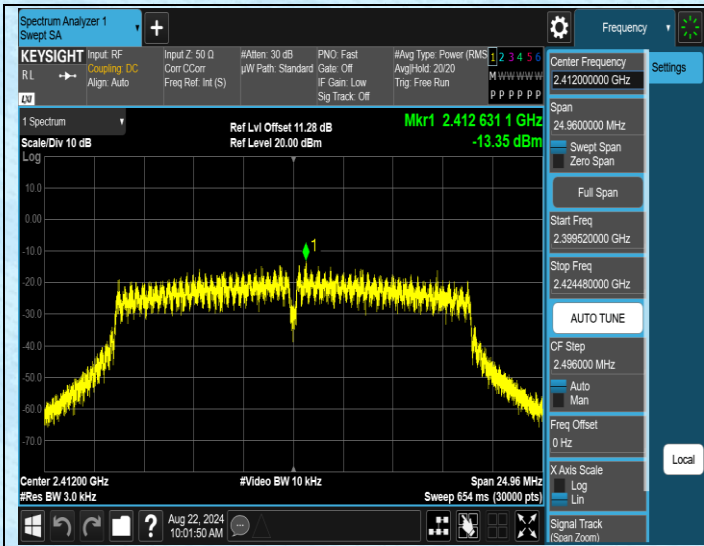 Spectrum Analyzer 1
Swept SA
+
Frequency
KEYSIGHT
RL
LXI
Input: RF
Coupling: DC
Align: Auto
Input Z: 50 Ω
Corr CCorr
Freq Ref: Int (S)
#Atten: 30 dB
µW Path: Standard
PNO: Fast
Gate: Off
IF Gain: Low
Sig Track: Off
#Avg Type: Power (RMS
Avg|Hold: 20/20
Trig: Free Run
1 2 3 4 5 6
M W W W W W
P P P P P P
Center Frequency
2.412000000 GHz
Settings
Span
24.9600000 MHz
Swept Span
Zero Span
Full Span
Start Freq
2.399520000 GHz
Stop Freq
2.424480000 GHz
AUTO TUNE
CF Step
2.496000 MHz
Auto
Man
Freq Offset
0 Hz
X Axis Scale
Log
Lin
Signal Track
(Span Zoom)
Local
1 Spectrum
Scale/Div 10 dB
Ref Lvl Offset 11.28 dB
Ref Level 20.00 dBm
Mkr1 2.412 631 1 GHz
-13.35 dBm
Log
10.0
0.00
-10.0
-20.0
-30.0
-40.0
-50.0
-60.0
-70.0
1
Center 2.41200 GHz
#Res BW 3.0 kHz
#Video BW 10 kHz
Span 24.96 MHz
Sweep 654 ms (30000 pts)
?
Aug 22, 2024
10:01:50 AM